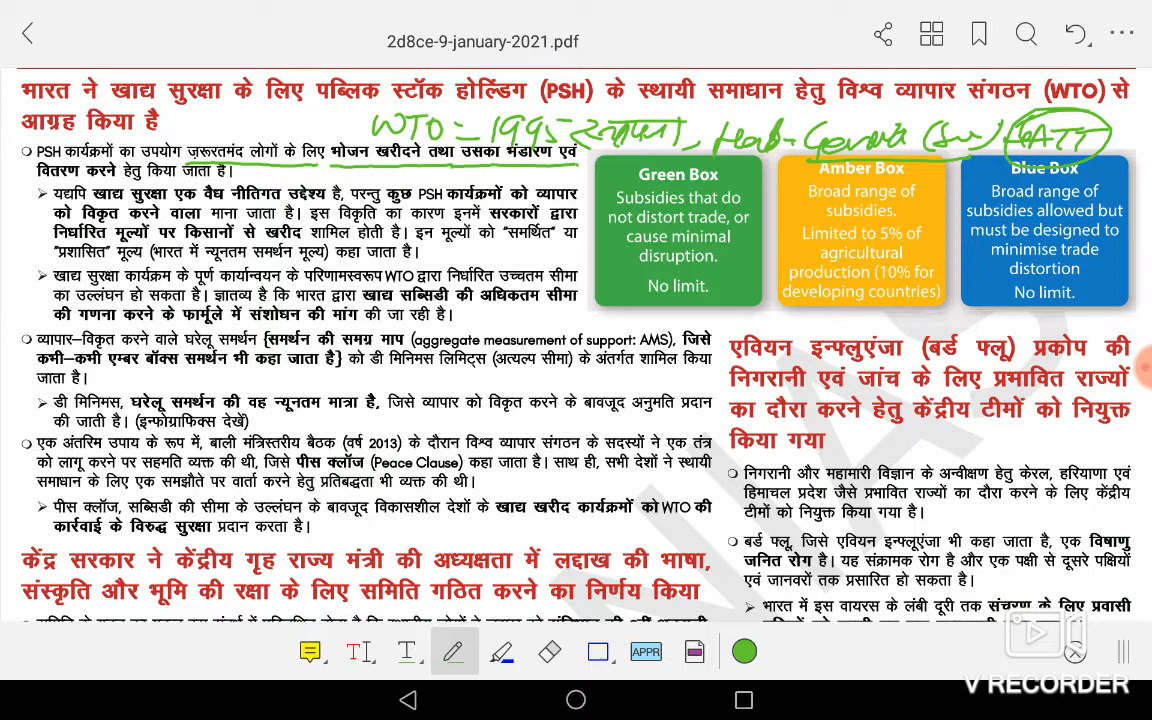 2d8ce-9-january-2021.pdf
भारत ने खाद्य सुरक्षा के लिए पब्लिक स्टॉक होल्डिंग (PSH) के स्थायी समाधान हेतु विश्व व्यापार संगठन (WTO) से
आग्रह किया है
WTO = 1995 स्थापना, Head - Geneva (Sw) GATT
PSH कार्यक्रमों का उपयोग ज़रूरतमंद लोगों के लिए भोजन खरीदने तथा उसका भंडारण एवं
वितरण करने हेतु किया जाता है।
➤ यद्यपि खाद्य सुरक्षा एक वैध नीतिगत उद्देश्य है, परन्तु कुछ PSH कार्यक्रमों को व्यापार
को विकृत करने वाला माना जाता है। इस विकृति का कारण इनमें सरकारों द्वारा
निर्धारित मूल्यों पर किसानों से खरीद शामिल होती है। इन मूल्यों को "समर्थित" या
"प्रशासित" मूल्य (भारत में न्यूनतम समर्थन मूल्य) कहा जाता है।
➤ खाद्य सुरक्षा कार्यक्रम के पूर्ण कार्यान्वयन के परिणामस्वरूप WTO द्वारा निर्धारित उच्चतम सीमा
का उल्लंघन हो सकता है। ज्ञातव्य है कि भारत द्वारा खाद्य सब्सिडी की अधिकतम सीमा
की गणना करने के फार्मूले में संशोधन की मांग की जा रही है।
व्यापार-विकृत करने वाले घरेलू समर्थन {समर्थन की समग्र माप (aggregate measurement of support: AMS), जिसे
कभी-कभी एम्बर बॉक्स समर्थन भी कहा जाता है} को डी मिनिमस लिमिट्स (अत्यल्प सीमा) के अंतर्गत शामिल किया
जाता है।
➤ डी मिनिमस, घरेलू समर्थन की वह न्यूनतम मात्रा है, जिसे व्यापार को विकृत करने के बावजूद अनुमति प्रदान
की जाती है। (इन्फोग्राफिक्स देखें)
एक अंतरिम उपाय के रूप में, बाली मंत्रिस्तरीय बैठक (वर्ष 2013) के दौरान विश्व व्यापार संगठन के सदस्यों ने एक तंत्र
को लागू करने पर सहमति व्यक्त की थी, जिसे पीस क्लॉज (Peace Clause) कहा जाता है। साथ ही, सभी देशों ने स्थायी
समाधान के लिए एक समझौते पर वार्ता करने हेतु प्रतिबद्धता भी व्यक्त की थी।
➤ पीस क्लॉज, सब्सिडी की सीमा के उल्लंघन के बावजूद विकासशील देशों के खाद्य खरीद कार्यक्रमों को WTO की
कार्रवाई के विरुद्ध सुरक्षा प्रदान करता है।
केंद्र सरकार ने केंद्रीय गृह राज्य मंत्री की अध्यक्षता में लद्दाख की भाषा,
संस्कृति और भूमि की रक्षा के लिए समिति गठित करने का निर्णय किया
Green Box
Subsidies that do
not distort trade, or
cause minimal
disruption.
No limit.
Amber Box
Broad range of
subsidies.
Limited to 5% of
agricultural
production (10% for
developing countries)
Blue Box
Broad range of
subsidies allowed but
must be designed to
minimise trade
distortion
No limit.
एवियन इन्फ्लुएंजा (बर्ड फ्लू) प्रकोप की
निगरानी एवं जांच के लिए प्रभावित राज्यों
का दौरा करने हेतु केंद्रीय टीमों को नियुक्त
किया गया
निगरानी और महामारी विज्ञान के अन्वीक्षण हेतु केरल, हरियाणा एवं
हिमाचल प्रदेश जैसे प्रभावित राज्यों का दौरा करने के लिए केंद्रीय
टीमों को नियुक्त किया गया है।
बर्ड फ्लू, जिसे एवियन इन्फ्लूएंजा भी कहा जाता है, एक विषाणु
जनित रोग है। यह संक्रामक रोग है और एक पक्षी से दूसरे पक्षियों
एवं जानवरों तक प्रसारित हो सकता है।
➤ भारत में इस वायरस के लंबी दूरी तक संचरण के लिए प्रवासी
APPR
V RECORDER